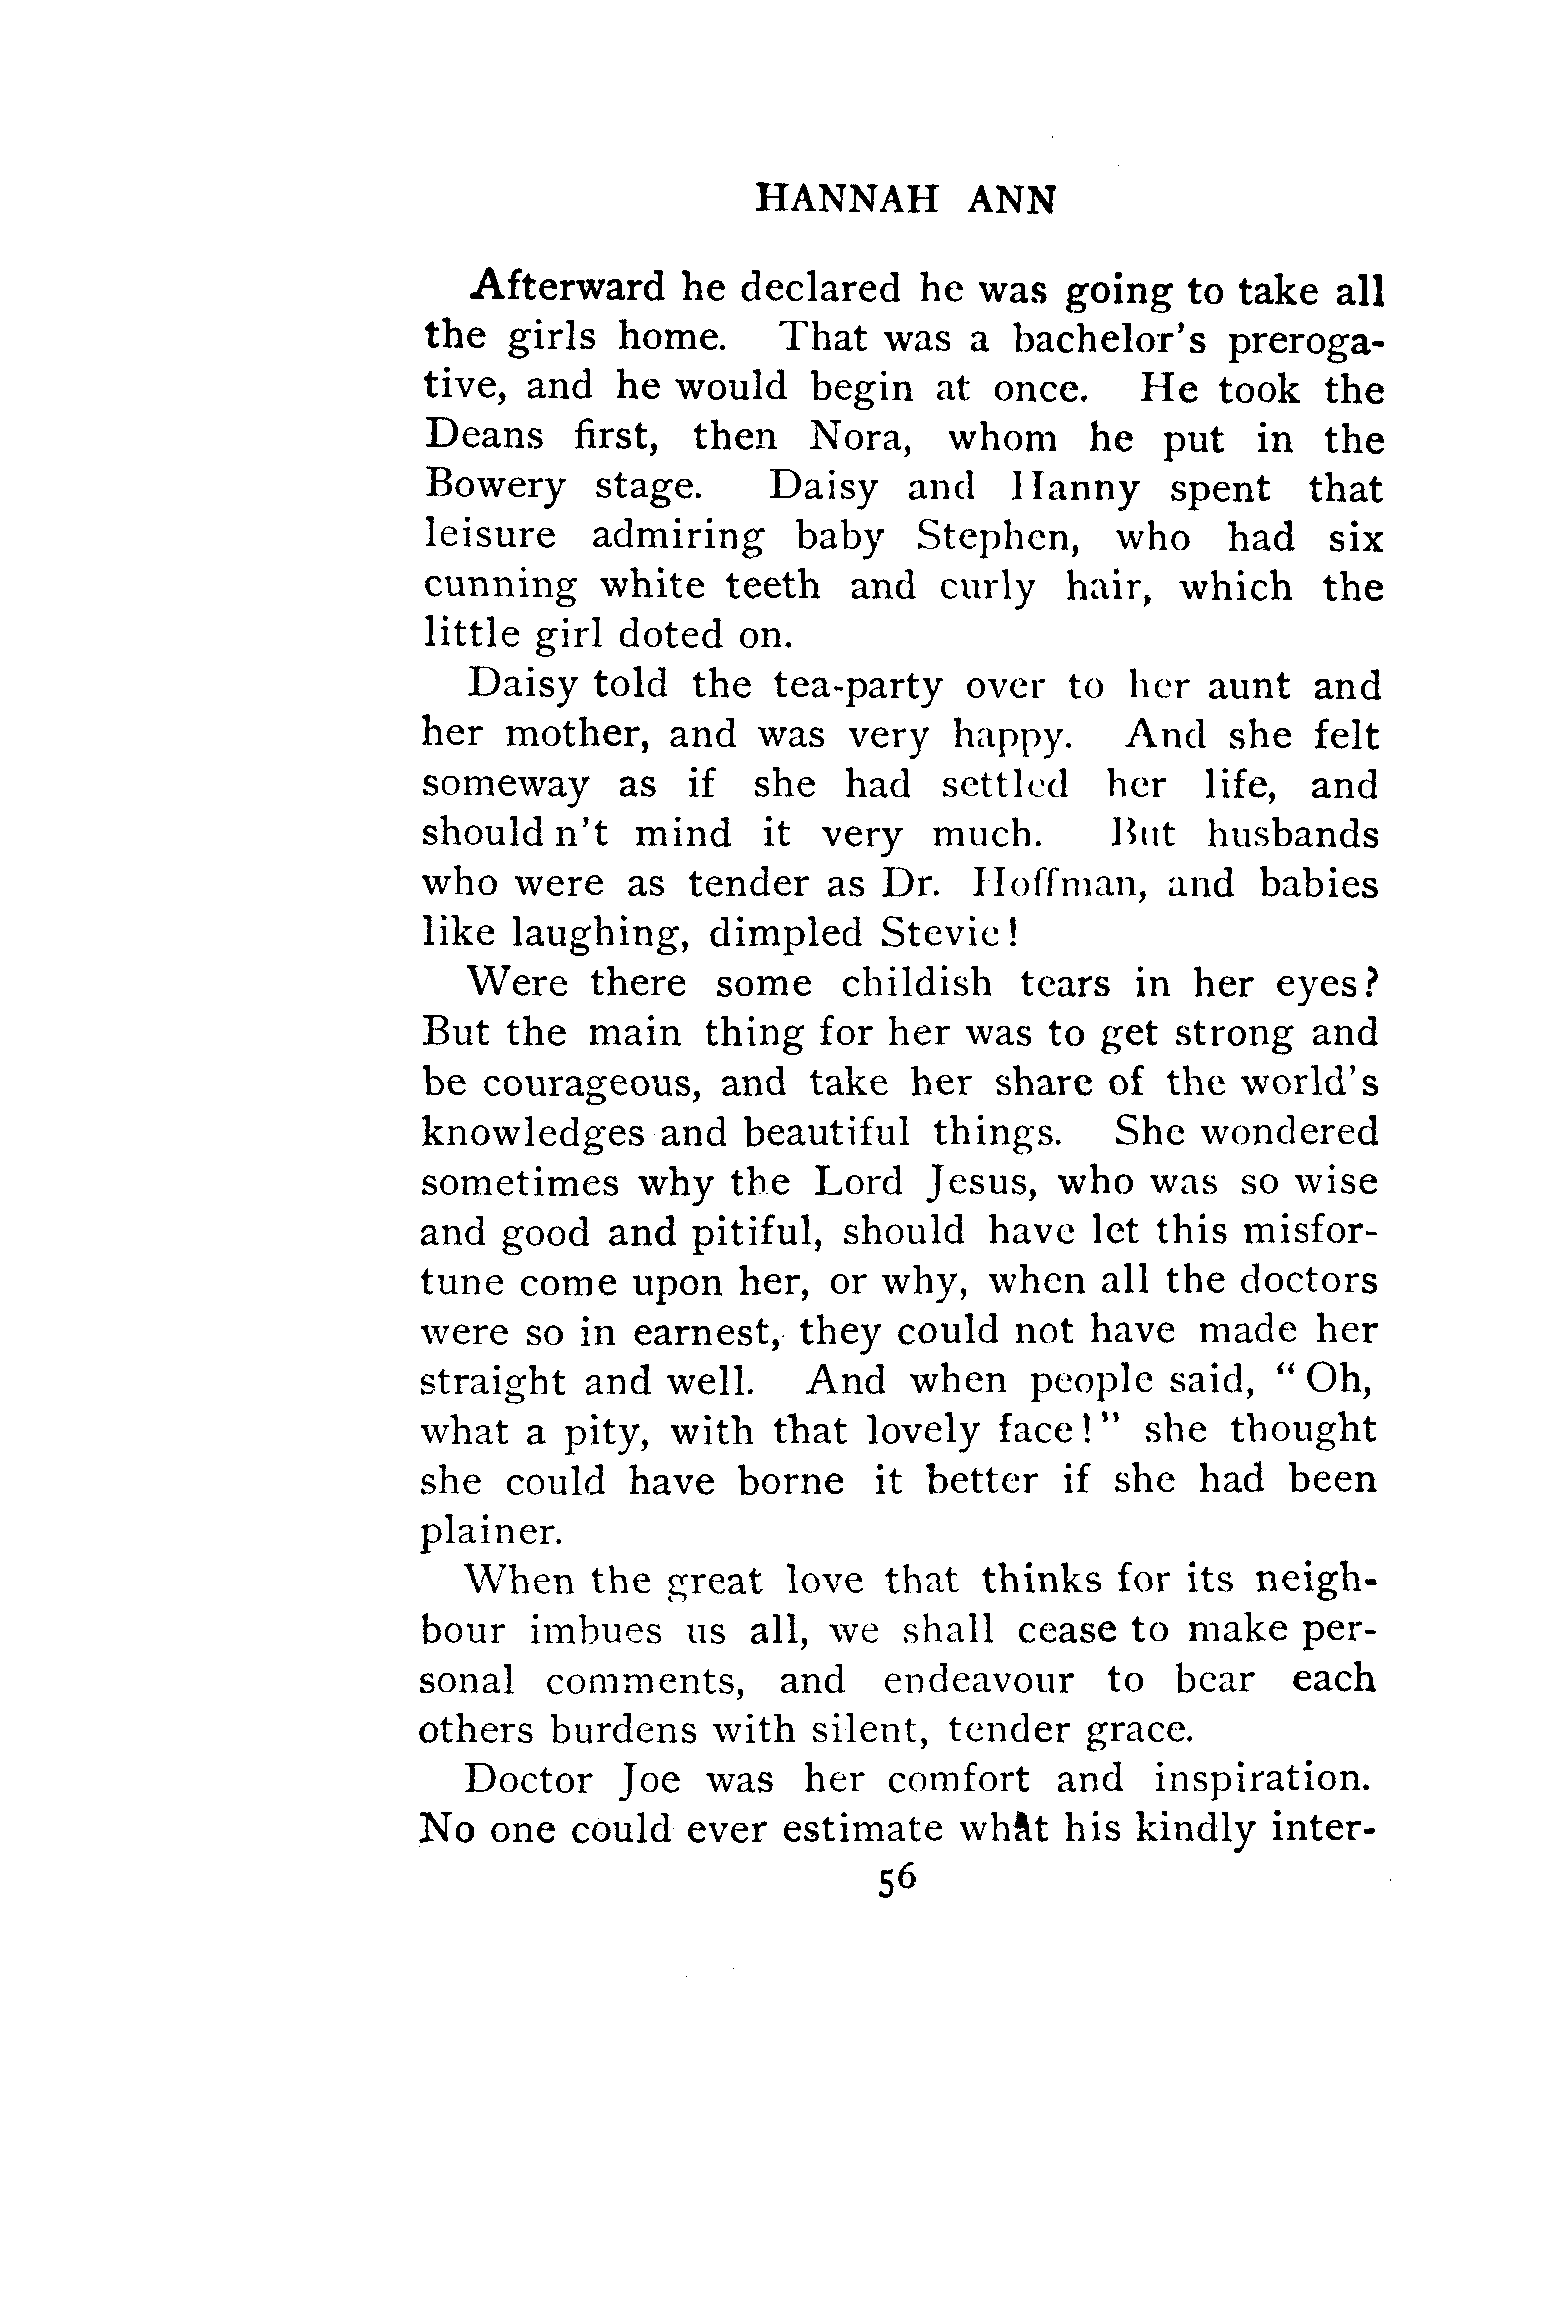 HANNAH ANN
Afterward he declared he was going to take all
the girls home. That was a bachelor's preroga-
tive, and he would begin at once. He took the
Deans first, then Nora, whom he put in the
Bowery stage. Daisy and Hanny spent that
leisure admiring baby Stephen, who had six
cunning white teeth and curly hair, which the
little girl doted on.
Daisy told the tea-party over to her aunt and
her mother, and was very happy. And she felt
someway as if she had settled her life, and
should n't mind it very much. But husbands
who were as tender as Dr. Hoffman, and babies
like laughing, dimpled Stevie!
Were there some childish tears in her eyes?
But the main thing for her was to get strong and
be courageous, and take her share of the world's
knowledges and beautiful things. She wondered
sometimes why the Lord Jesus, who was so wise
and good and pitiful, should have let this misfor-
tune come upon her, or why, when all the doctors
were so in earnest, they could not have made her
straight and well. And when people said, "Oh,
what a pity, with that lovely face!" she thought
she could have borne it better if she had been
plainer.
When the great love that thinks for its neigh-
bour imbues us all, we shall cease to make per-
sonal comments, and endeavour to bear each
others burdens with silent, tender grace.
Doctor Joe was her comfort and inspiration.
No one could ever estimate what his kindly inter-
56